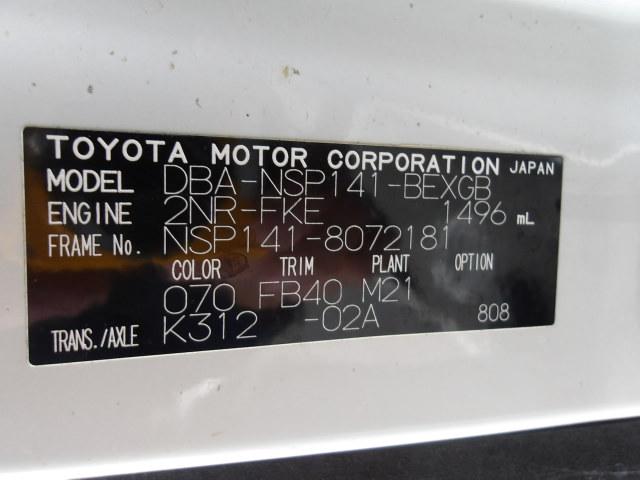 TOYOTA MOTOR CORPORATION JAPAN
MODEL DBA-NSP141-BEXGB
ENGINE 2NR-FKE 1496 mL
FRAME No. NSP141-8072181
COLOR TRIM PLANT OPTION
070 FB40 M21
TRANS./AXLE K312 -02A 808